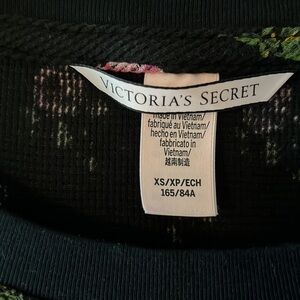 VICTORIA'S SECRET
made in Vietnam/
fabriqué au Vietnam/
hecho en Vietnam/
fabbricato in
Vietnam/
越南制造
XS/XP/ECH
165/84A